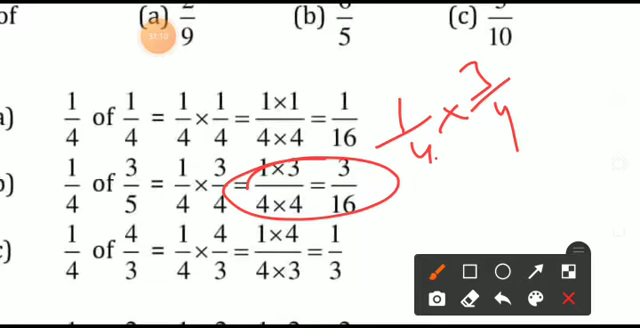 of (a) /9 (b) /5 (c) /10
51:10
a) 1/4 of 1/4 = 1/4 × 1/4 = 1×1/4×4 = 1/16
b) 1/4 of 3/5 = 1/4 × 3/4 = 1×3/4×4 = 3/16
c) 1/4 of 4/3 = 1/4 × 4/3 = 1×4/4×3 = 1/3
1/4 × 3/4